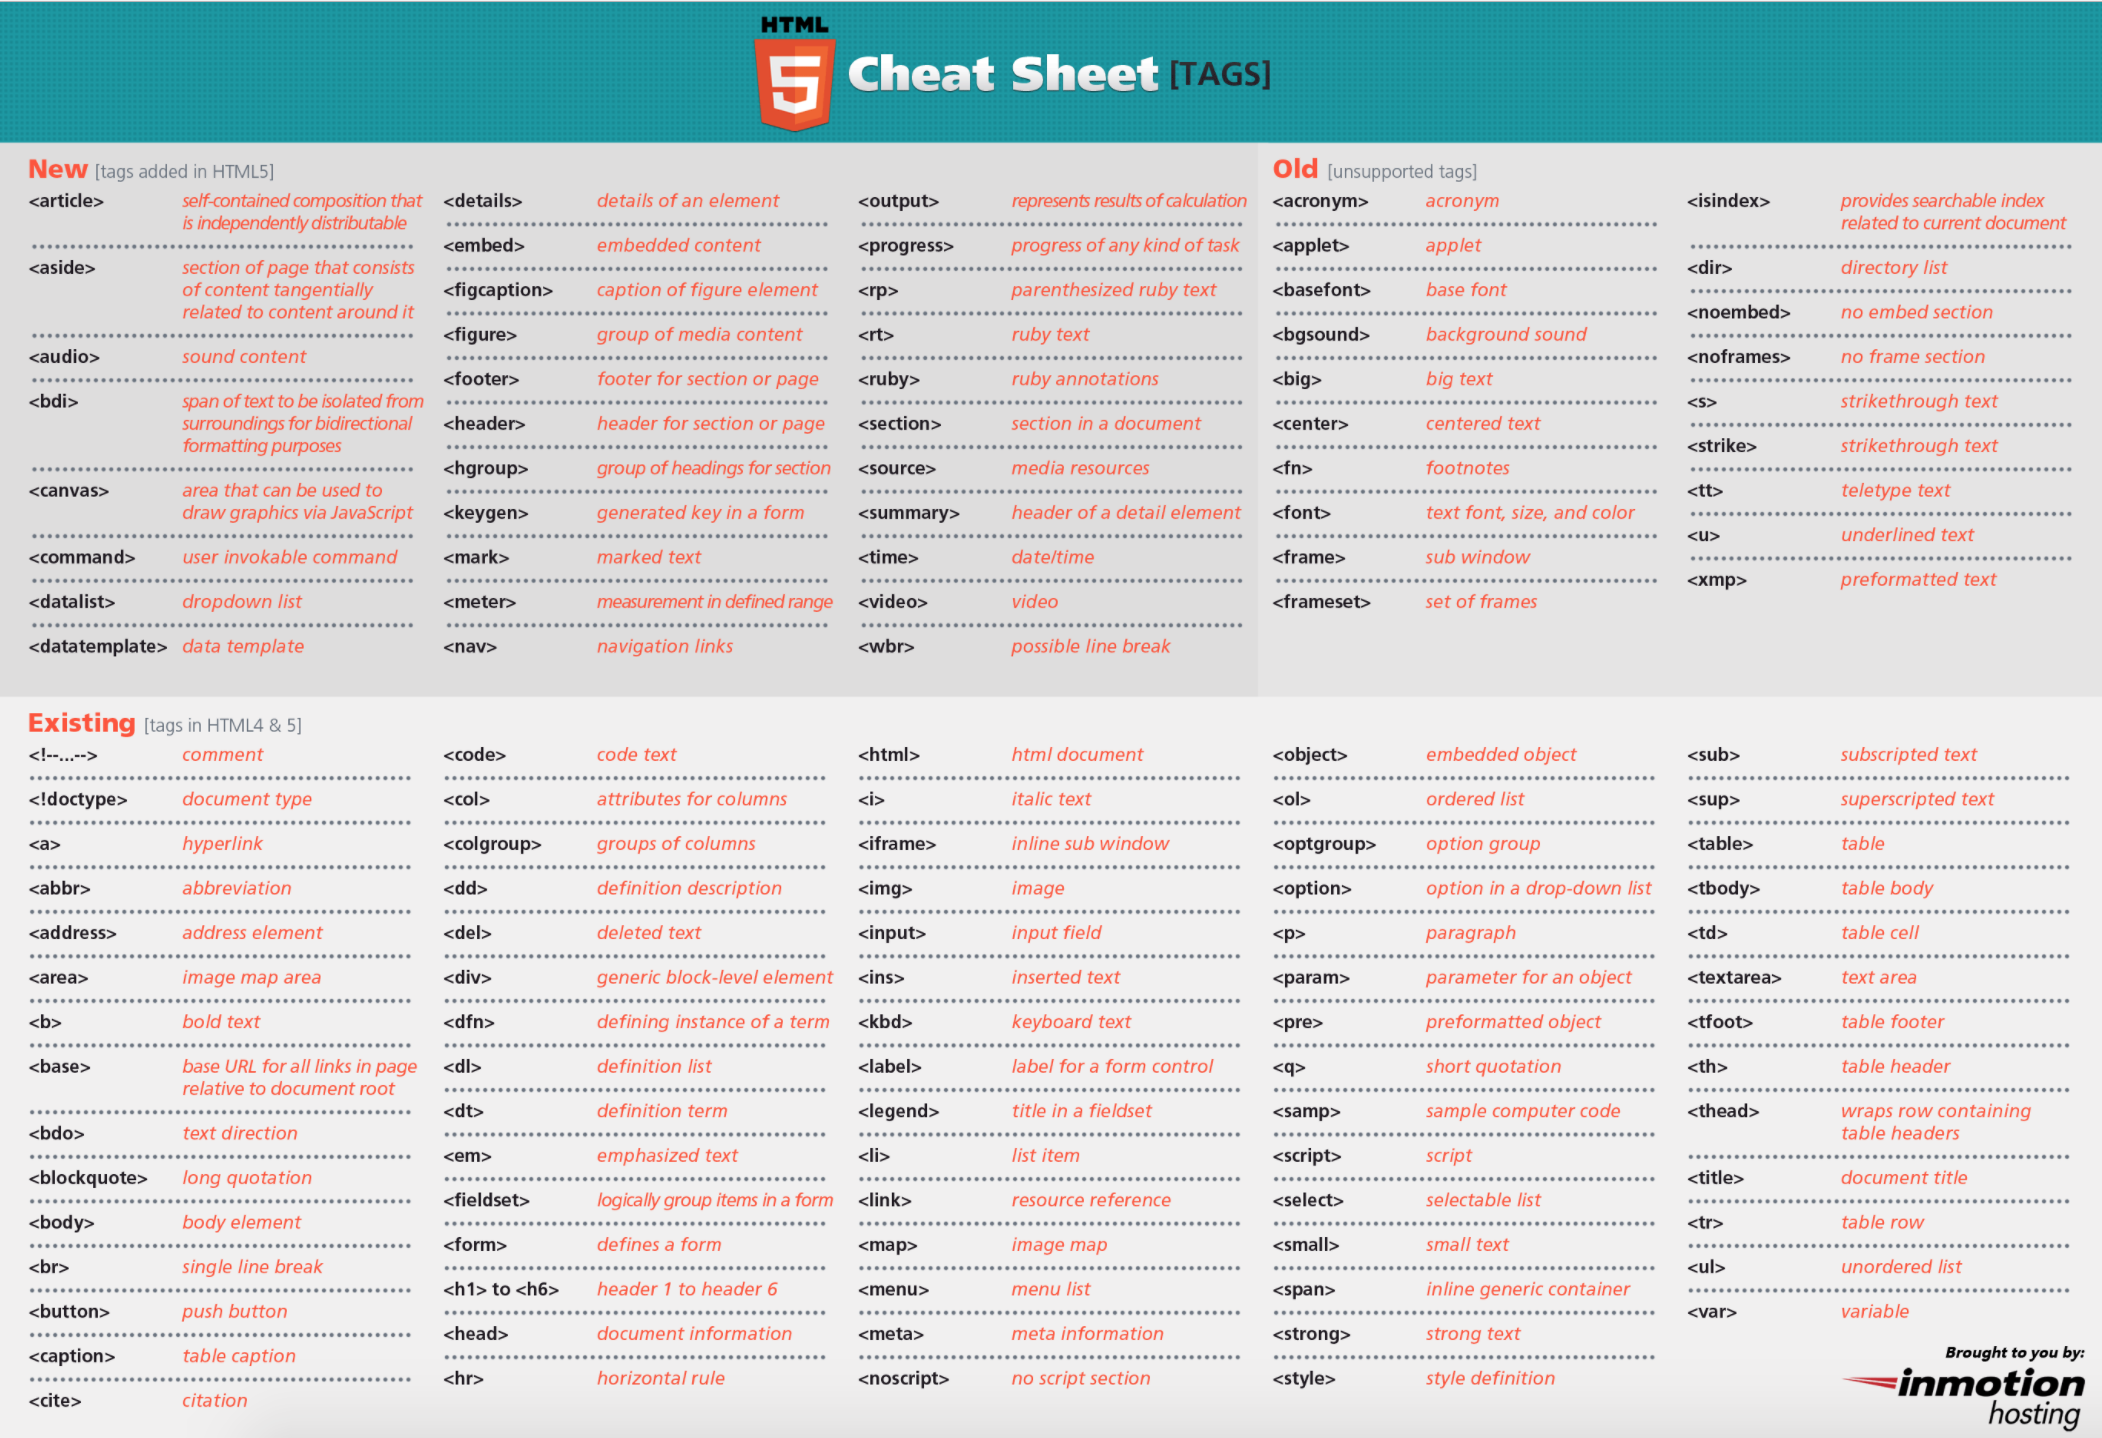 HTML
5
Cheat Sheet [TAGS]
New [tags added in HTML5]
<article> self-contained composition that
is independently distributable
<aside> section of page that consists
of content tangentially
related to content around it
<audio> sound content
<bdi> span of text to be isolated from
surroundings for bidirectional
formatting purposes
<canvas> area that can be used to
draw graphics via JavaScript
<command> user invokable command
<datalist> dropdown list
<datatemplate> data template
<details> details of an element
<embed> embedded content
<figcaption> caption of figure element
<figure> group of media content
<footer> footer for section or page
<header> header for section or page
<hgroup> group of headings for section
<keygen> generated key in a form
<mark> marked text
<meter> measurement in defined range
<nav> navigation links
<output> represents results of calculation
<progress> progress of any kind of task
<rp> parenthesized ruby text
<rt> ruby text
<ruby> ruby annotations
<section> section in a document
<source> media resources
<summary> header of a detail element
<time> date/time
<video> video
<wbr> possible line break
Old [unsupported tags]
<acronym> acronym
<applet> applet
<basefont> base font
<bgsound> background sound
<big> big text
<center> centered text
<fn> footnotes
<font> text font, size, and color
<frame> sub window
<frameset> set of frames
<isindex> provides searchable index
related to current document
<dir> directory list
<noembed> no embed section
<noframes> no frame section
<s> strikethrough text
<strike> strikethrough text
<tt> teletype text
<u> underlined text
<xmp> preformatted text
Existing [tags in HTML4 & 5]
<!--...--> comment
<!doctype> document type
<a> hyperlink
<abbr> abbreviation
<address> address element
<area> image map area
<b> bold text
<base> base URL for all links in page
relative to document root
<bdo> text direction
<blockquote> long quotation
<body> body element
<br> single line break
<button> push button
<caption> table caption
<cite> citation
<code> code text
<col> attributes for columns
<colgroup> groups of columns
<dd> definition description
<del> deleted text
<div> generic block-level element
<dfn> defining instance of a term
<dl> definition list
<dt> definition term
<em> emphasized text
<fieldset> logically group items in a form
<form> defines a form
<h1> to <h6> header 1 to header 6
<head> document information
<hr> horizontal rule
<html> html document
<i> italic text
<iframe> inline sub window
<img> image
<input> input field
<ins> inserted text
<kbd> keyboard text
<label> label for a form control
<legend> title in a fieldset
<li> list item
<link> resource reference
<map> image map
<menu> menu list
<meta> meta information
<noscript> no script section
<object> embedded object
<ol> ordered list
<optgroup> option group
<option> option in a drop-down list
<p> paragraph
<param> parameter for an object
<pre> preformatted object
<q> short quotation
<samp> sample computer code
<script> script
<select> selectable list
<small> small text
<span> inline generic container
<strong> strong text
<style> style definition
<sub> subscripted text
<sup> superscripted text
<table> table
<tbody> table body
<td> table cell
<textarea> text area
<tfoot> table footer
<th> table header
<thead> wraps row containing
table headers
<title> document title
<tr> table row
<ul> unordered list
<var> variable
Brought to you by:
inmotion
hosting